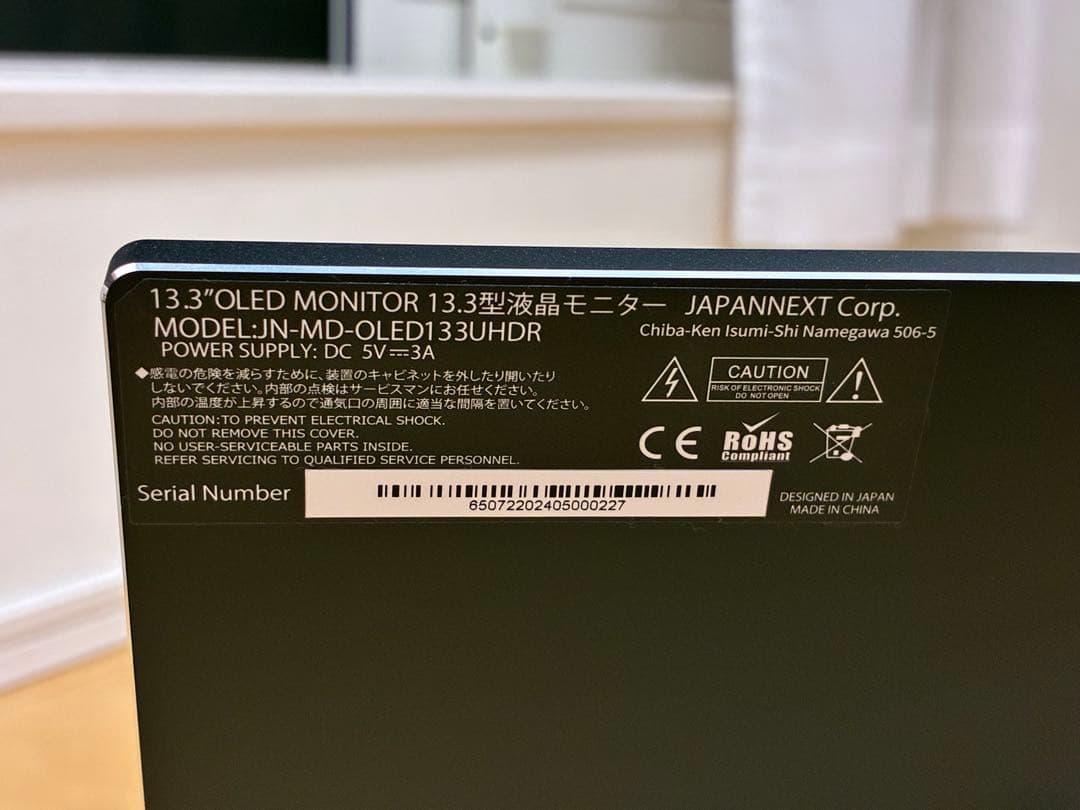 13.3”OLED MONITOR 13.3型液晶モニター JAPANNEXT Corp.
MODEL:JN-MD-OLED133UHDR
Chiba-Ken Isumi-Shi Namegawa 506-5
POWER SUPPLY: DC 5V⎓3A
◆感電の危険を減らすために、装置のキャビネットを外したり開いたり
しないでください。内部の点検はサービスマンにお任せください。
内部の温度が上昇するので通気口の周囲に適当な間隔を置いてください。
CAUTION:TO PREVENT ELECTRICAL SHOCK.
DO NOT REMOVE THIS COVER.
NO USER-SERVICEABLE PARTS INSIDE.
REFER SERVICING TO QUALIFIED SERVICE PERSONNEL.
CAUTION
RISK OF ELECTRONIC SHOCK
DO NOT OPEN
CE
RoHS
Compliant
Serial Number
65072202405000227
DESIGNED IN JAPAN
MADE IN CHINA